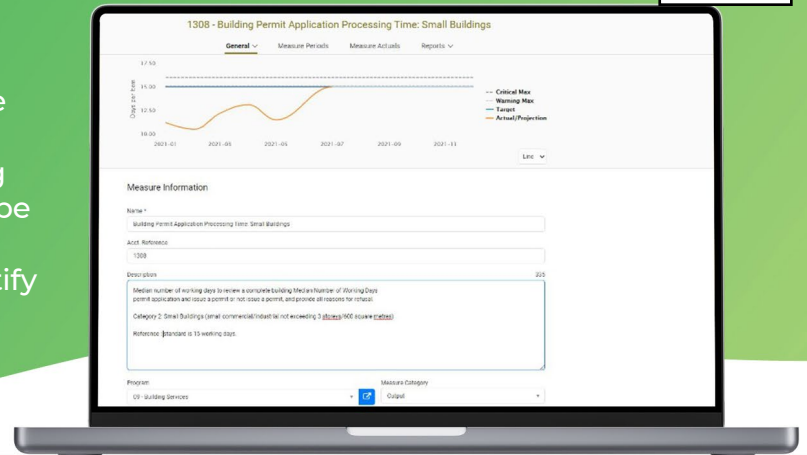 e
g
be
tify
1308 - Building Permit Application Processing Time: Small Buildings
General Measure Periods Measure Actuals Reports
17.50
15.00
12.50
10.00
Days per Item
2021-01 2021-03 2021-05 2021-07 2021-09 2021-11
Critical Max
Warning Max
Target
Actual/Projection
Line
Measure Information
Name *
Building Permit Application Processing Time: Small Buildings
Acct. Reference
1308
Description 335
Median number of working days to review a complete building Median Number of Working Days
permit application and issue a permit or not issue a permit, and provide all reasons for refusal
Category 2: Small Buildings (small commercial/industrial not exceeding 3 storeys/600 square metres)
Reference: standard is 15 working days.
Program Measure Category
C9 - Building Services Output